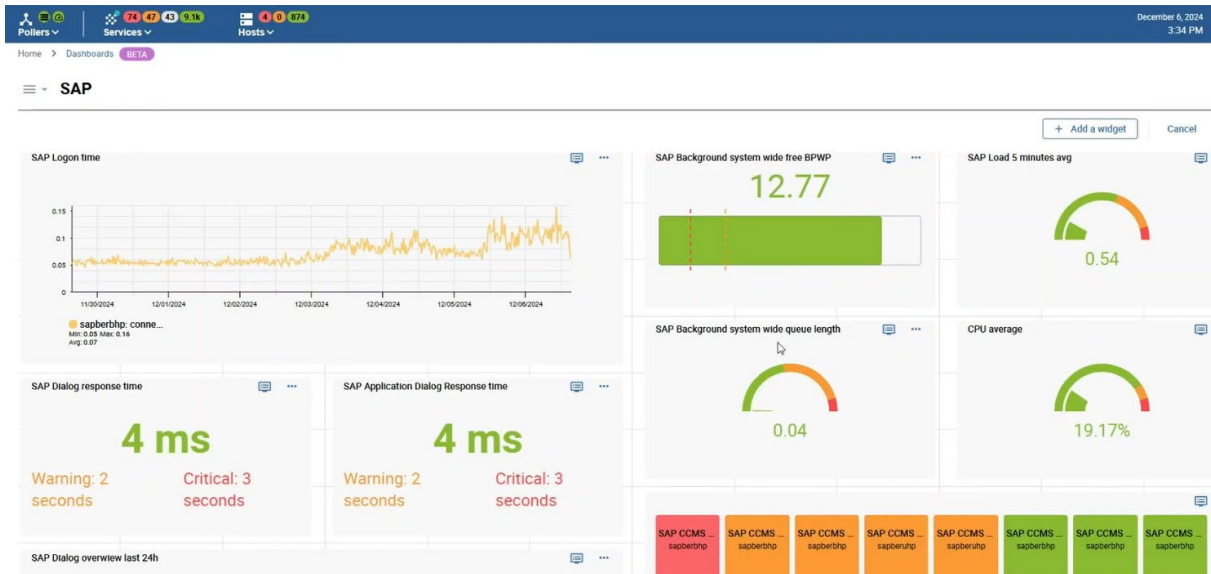 74 47 43 9.1k
4 0 874
December 6, 2024
Pollers
Services
Hosts
3:34 PM
Home > Dashboards BETA
SAP
+ Add a widget
Cancel
SAP Logon time
0.15
0.1
0.05
0
11/30/2024 12/01/2024 12/02/2024 12/03/2024 12/04/2024 12/05/2024 12/06/2024
sapberbhp: conne...
Min: 0.05 Max: 0.16
Avg: 0.07
SAP Background system wide free BPWP
12.77
SAP Load 5 minutes avg
0.54
SAP Background system wide queue length
0.04
CPU average
19.17%
SAP Dialog response time
4 ms
Warning: 2
seconds
Critical: 3
seconds
SAP Application Dialog Response time
4 ms
Warning: 2
seconds
Critical: 3
seconds
SAP CCMS ...
sapberbhp
SAP CCMS ...
sapberbhp
SAP CCMS ...
sapberbhp
SAP CCMS ...
sapberuhp
SAP CCMS ...
sapberuhp
SAP CCMS ...
sapberbhp
SAP CCMS ...
sapberbhp
SAP CCMS ...
sapberbhp
SAP Dialog overwiew last 24h